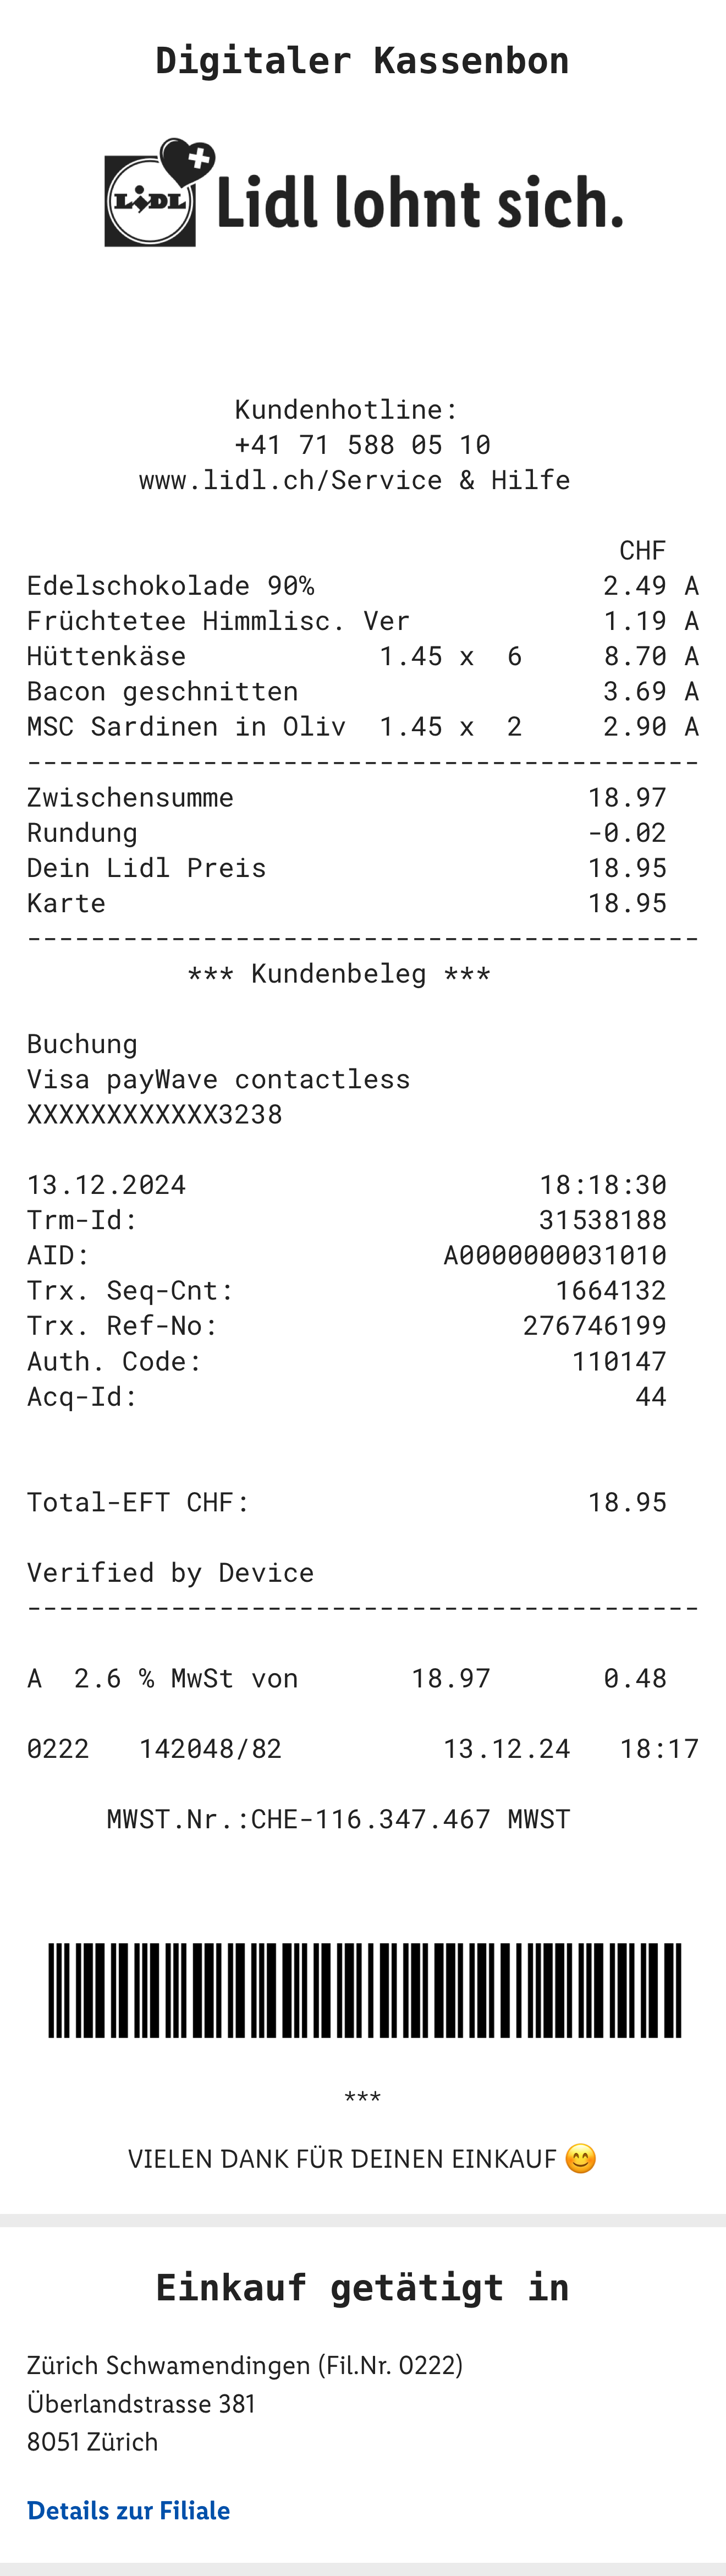 Digitaler Kassenbon
LiDL Lidl lohnt sich.
Kundenhotline:
+41 71 588 05 10
www.lidl.ch/Service & Hilfe
CHF
Edelschokolade 90% 2.49 A
Früchtetee Himmlisc. Ver 1.19 A
Hüttenkäse 1.45 x 6 8.70 A
Bacon geschnitten 3.69 A
MSC Sardinen in Oliv 1.45 x 2 2.90 A
------------------------------------------
Zwischensumme 18.97
Rundung -0.02
Dein Lidl Preis 18.95
Karte 18.95
------------------------------------------
*** Kundenbeleg ***
Buchung
Visa payWave contactless
XXXXXXXXXXXX3238
13.12.2024 18:18:30
Trm-Id: 31538188
AID: A0000000031010
Trx. Seq-Cnt: 1664132
Trx. Ref-No: 276746199
Auth. Code: 110147
Acq-Id: 44
Total-EFT CHF: 18.95
Verified by Device
------------------------------------------
A 2.6 % MwSt von 18.97 0.48
0222 142048/82 13.12.24 18:17
MWST.Nr.:CHE-116.347.467 MWST
***
VIELEN DANK FÜR DEINEN EINKAUF 😊
Einkauf getätigt in
Zürich Schwamendingen (Fil.Nr. 0222)
Überlandstrasse 381
8051 Zürich
Details zur Filiale